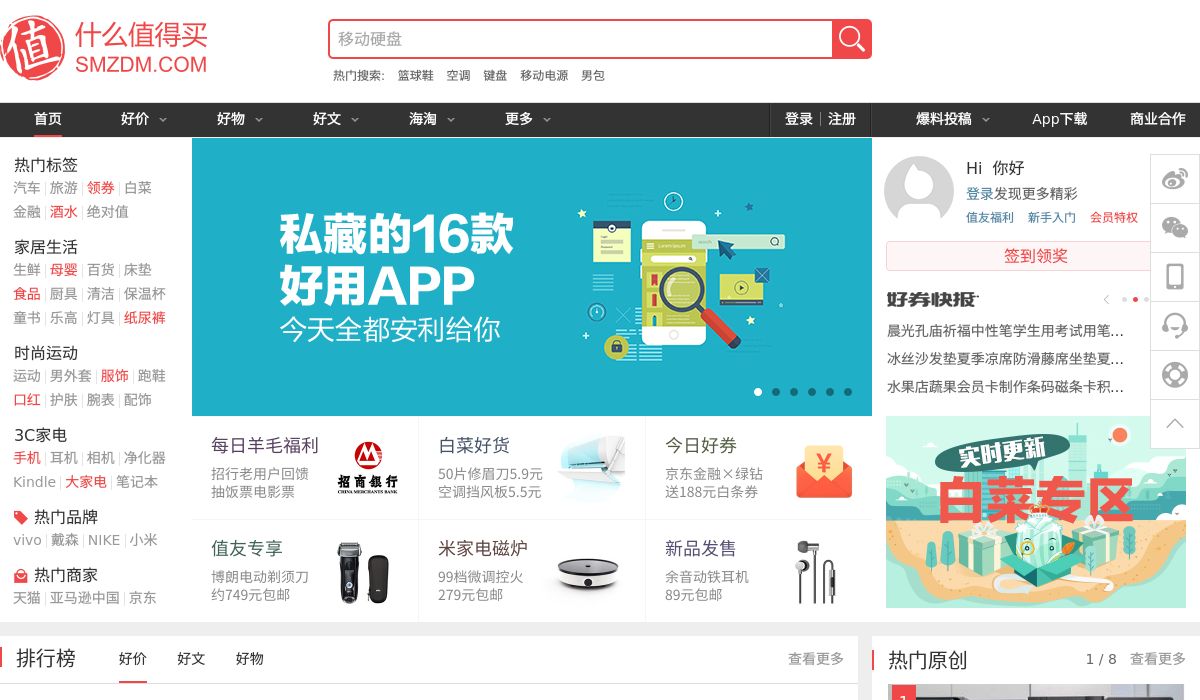 值
什么值得买
SMZDM.COM
移动硬盘
热门搜索: 篮球鞋 空调 键盘 移动电源 男包
首页 好价 好物 好文 海淘 更多 登录 注册 爆料投稿 App下载 商业合作
热门标签
汽车 旅游 领券 白菜
金融 酒水 绝对值
家居生活
生鲜 母婴 百货 床垫
食品 厨具 清洁 保温杯
童书 乐高 灯具 纸尿裤
时尚运动
运动 男外套 服饰 跑鞋
口红 护肤 腕表 配饰
3C家电
手机 耳机 相机 净化器
Kindle 大家电 笔记本
热门品牌
vivo 戴森 NIKE 小米
热门商家
天猫 亚马逊中国 京东
私藏的16款
好用APP
今天全都安利给你
search
Hi 你好
登录发现更多精彩
值友福利 新手入门 会员特权
签到领奖
好券快报
晨光孔庙祈福中性笔学生用考试用笔...
冰丝沙发垫夏季凉席防滑藤席坐垫夏...
水果店蔬果会员卡制作条码磁条卡积...
实时更新
白菜专区
每日羊毛福利
招行老用户回馈
抽饭票电影票
招商银行
CHINA MERCHANTS BANK
白菜好货
50片修眉刀5.9元
空调挡风板5.5元
今日好券
京东金融×绿钻
送188元白条券
¥
值友专享
博朗电动剃须刀
约749元包邮
米家电磁炉
99档微调控火
279元包邮
新品发售
余音动铁耳机
89元包邮
排行榜 好价 好文 好物 查看更多
热门原创 1 / 8 查看更多
1